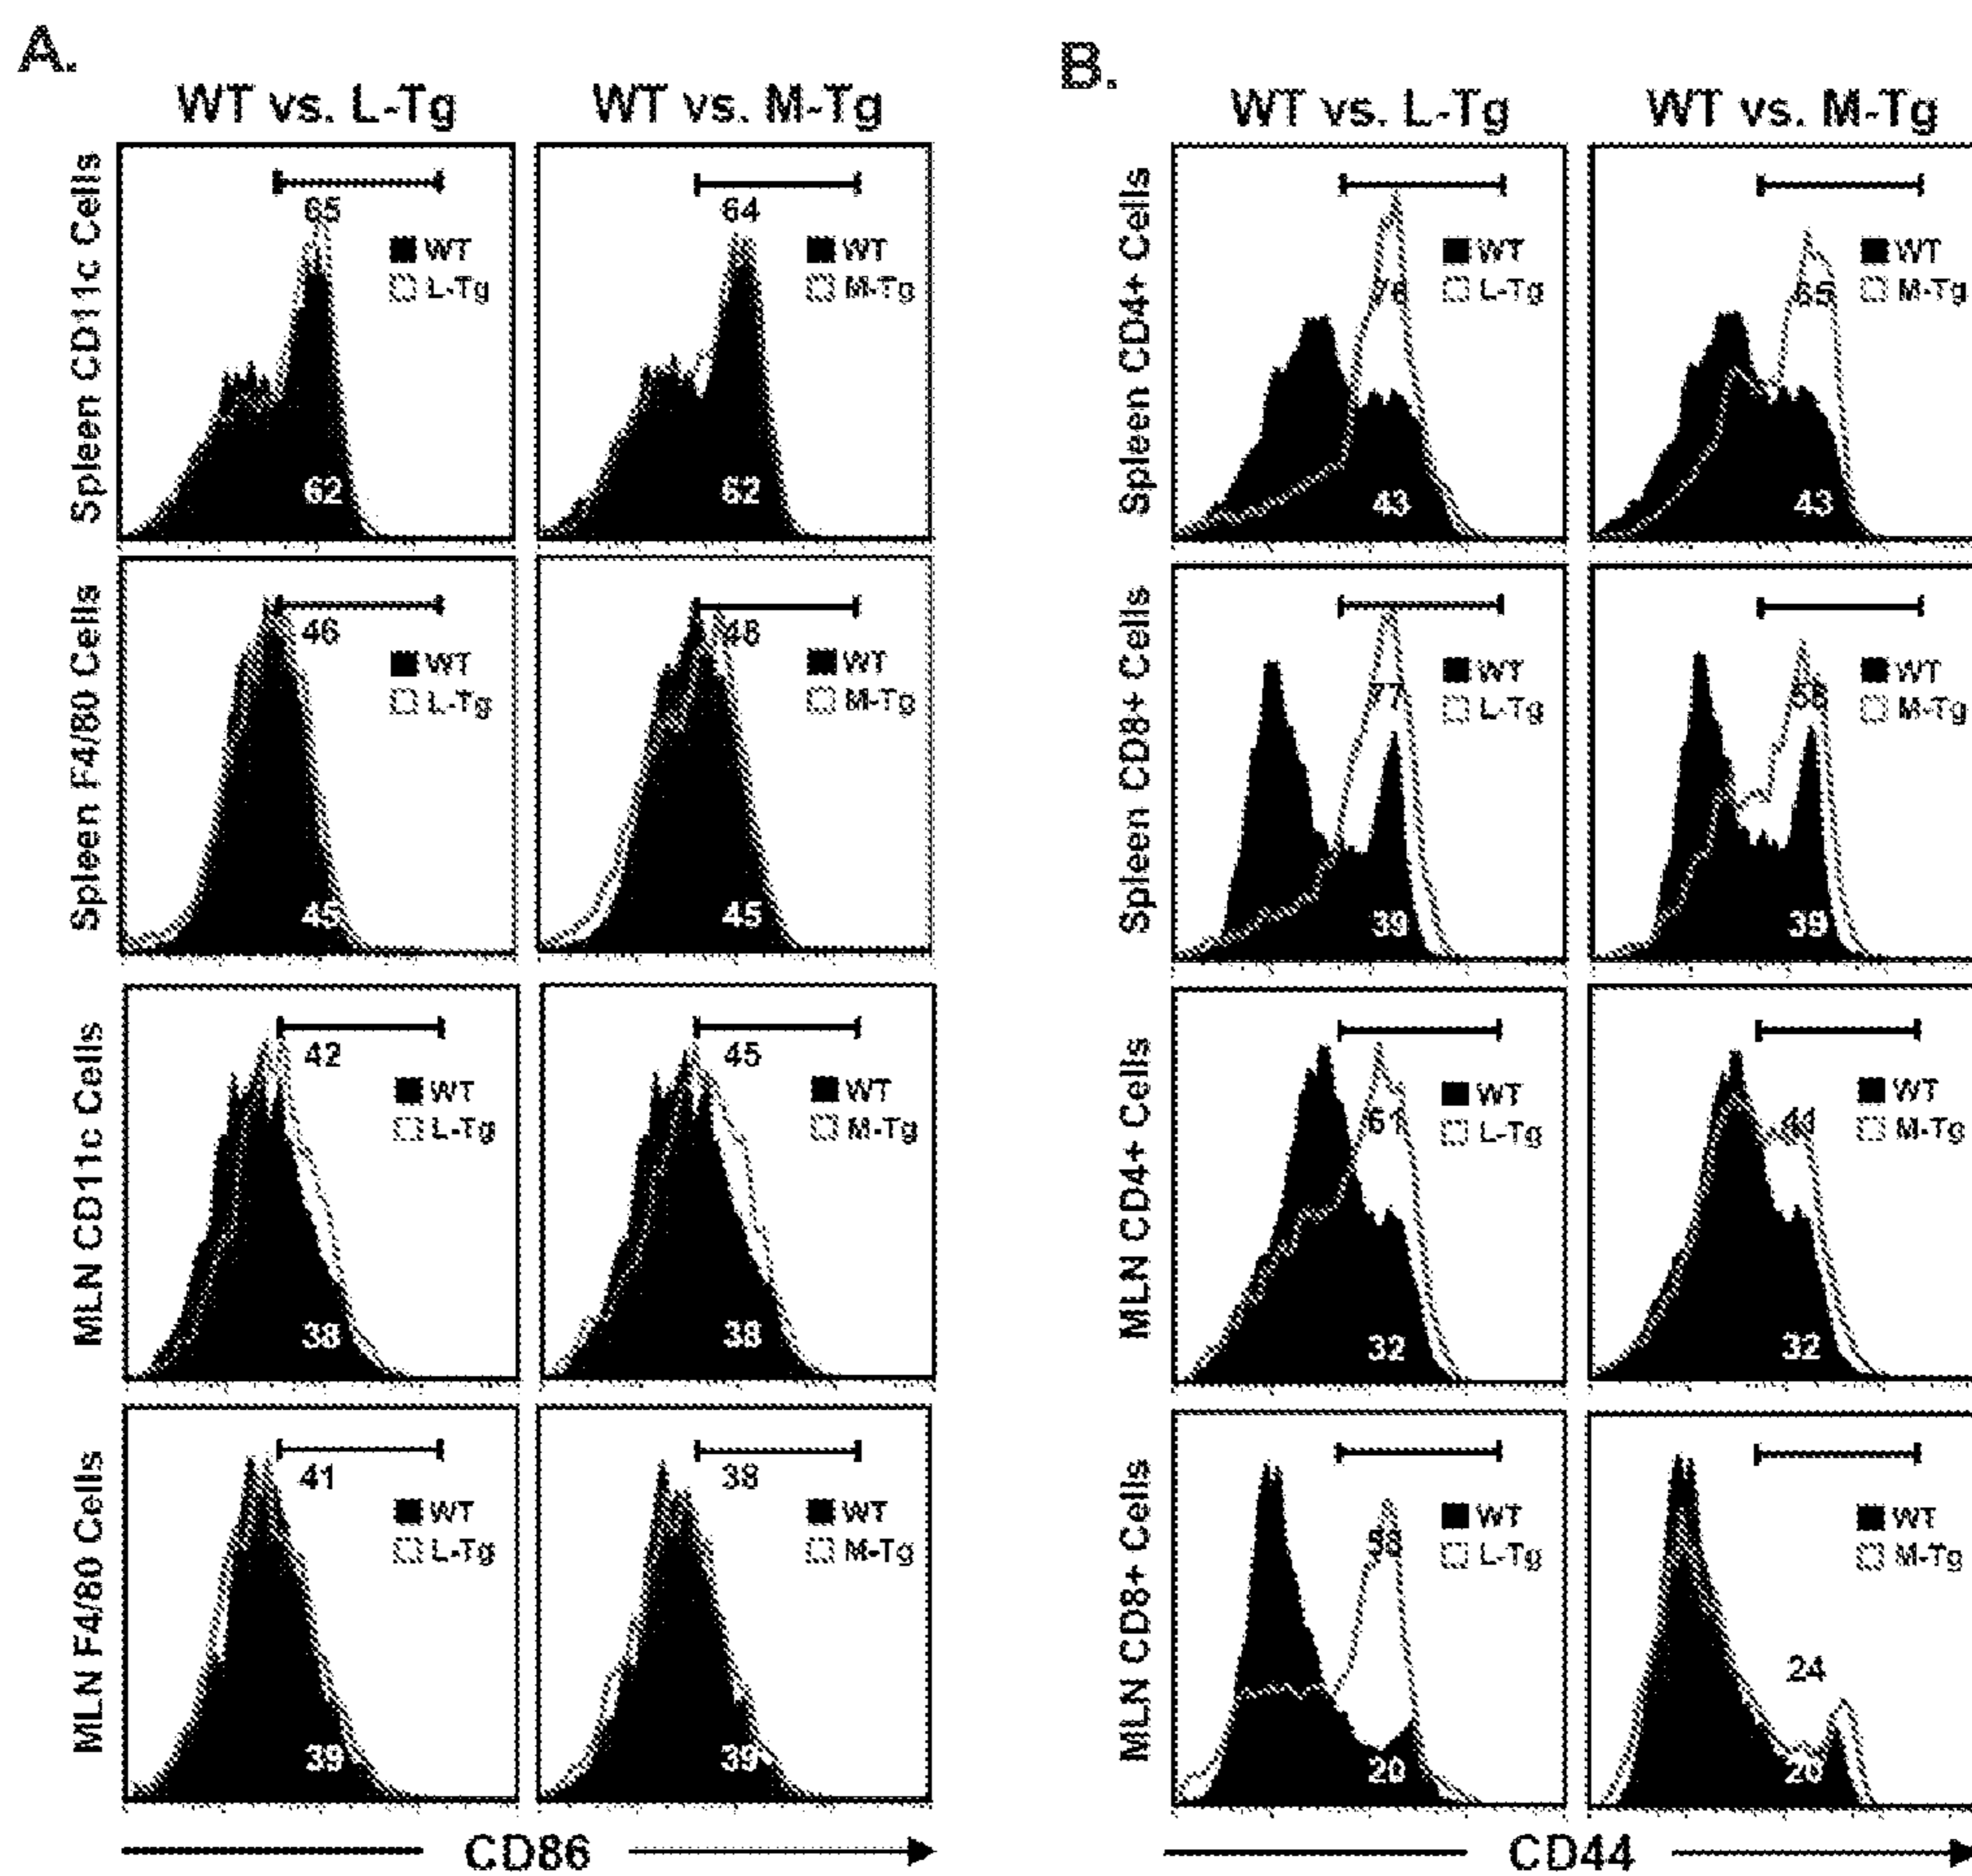 A.
WT vs. L-Tg
WT vs. M-Tg
Spleen CD11c Cells
65
WT
L-Tg
62
64
WT
M-Tg
62
Spleen F4/80 Cells
46
WT
L-Tg
45
48
WT
M-Tg
45
MLN CD11c Cells
42
WT
L-Tg
38
45
WT
M-Tg
38
MLN F4/80 Cells
41
WT
L-Tg
39
38
WT
M-Tg
39
CD86
B.
WT vs. L-Tg
WT vs. M-Tg
Spleen CD4+ Cells
WT
L-Tg
43
65
WT
M-Tg
43
Spleen CD8+ Cells
77
WT
L-Tg
39
WT
M-Tg
39
MLN CD4+ Cells
61
WT
L-Tg
32
41
WT
M-Tg
32
MLN CD8+ Cells
WT
L-Tg
20
WT
M-Tg
24
20
CD44